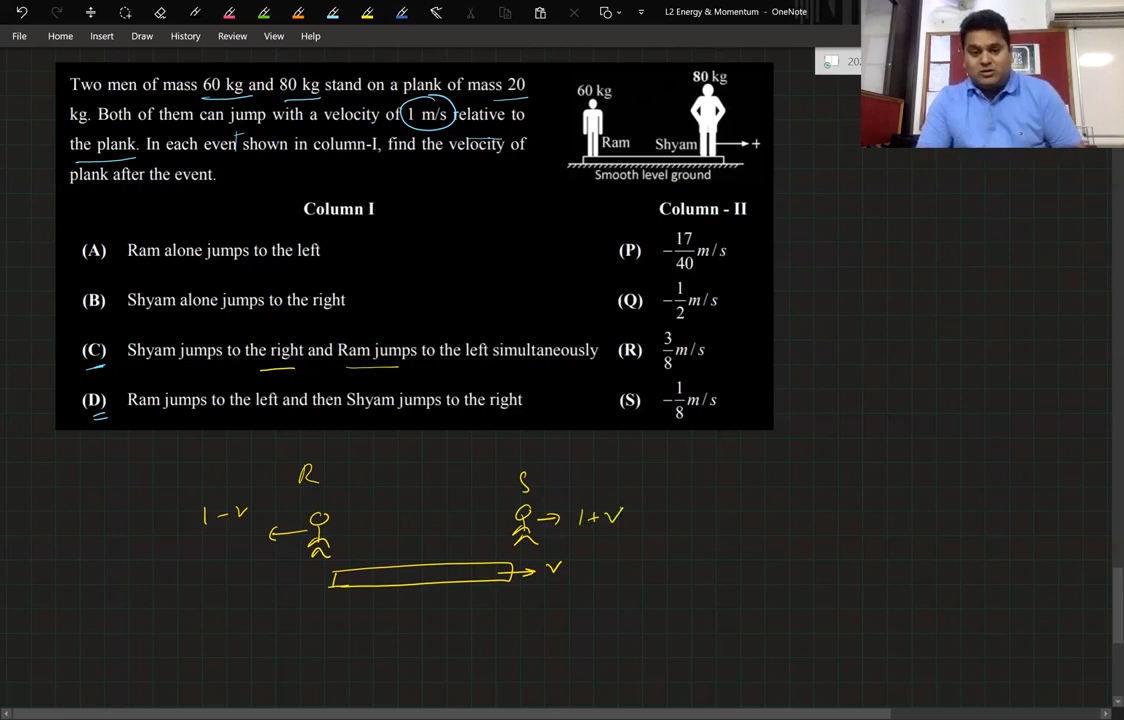 L2 Energy & Momentum - OneNote
File Home Insert Draw History Review View Help
202
Two men of mass 60 kg and 80 kg stand on a plank of mass 20
kg. Both of them can jump with a velocity of 1 m/s relative to
the plank. In each event shown in column-I, find the velocity of
plank after the event.
80 kg
60 kg
Ram
Shyam
+
Smooth level ground
Column I Column - II
(A) Ram alone jumps to the left (P) -17/40 m/s
(B) Shyam alone jumps to the right (Q) -1/2 m/s
(C) Shyam jumps to the right and Ram jumps to the left simultaneously (R) 3/8 m/s
(D) Ram jumps to the left and then Shyam jumps to the right (S) -1/8 m/s
R S
1 - v 1 + v
v